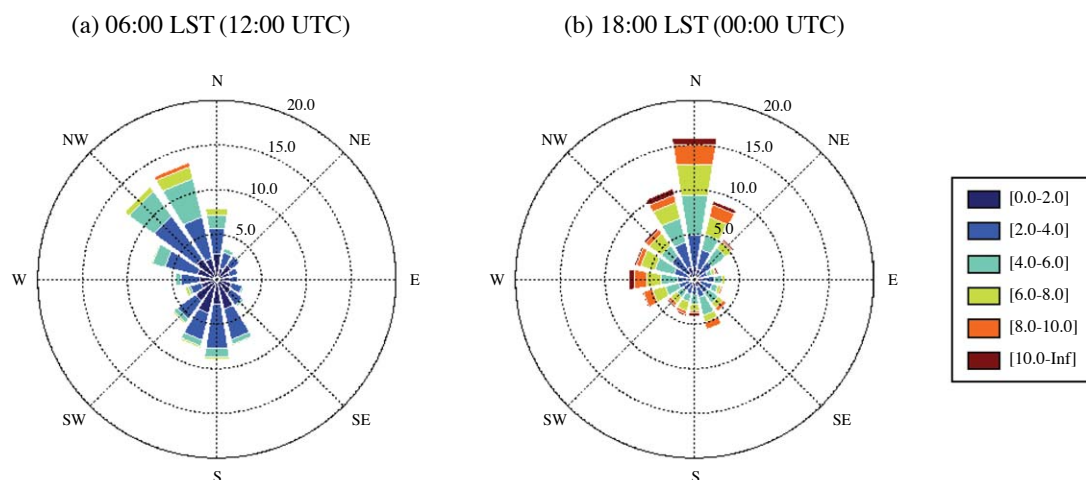 (a) 06:00 LST (12:00 UTC)
N
NE
E
SE
S
SW
W
NW
20.0
15.0
10.0
5.0
(b) 18:00 LST (00:00 UTC)
N
NE
E
SE
S
SW
W
NW
20.0
15.0
10.0
5.0
[0.0-2.0]
[2.0-4.0]
[4.0-6.0]
[6.0-8.0]
[8.0-10.0]
[10.0-Inf]